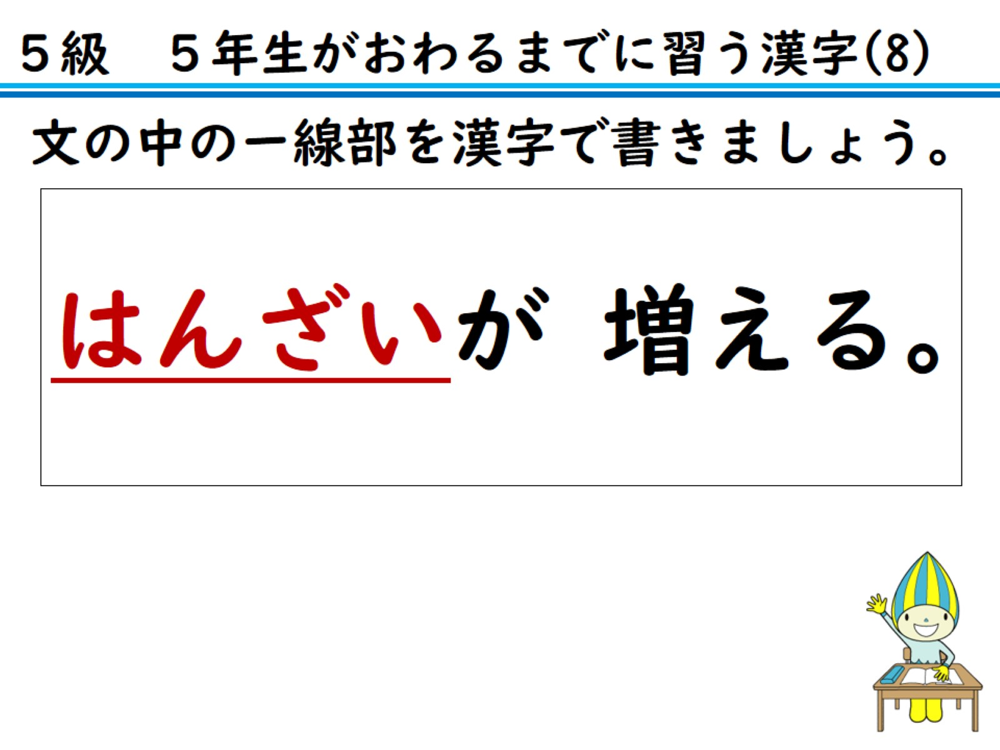 ５級　５年生がおわるまでに習う漢字(8)
文の中の一線部を漢字で書きましょう。
はんざいが 増える。